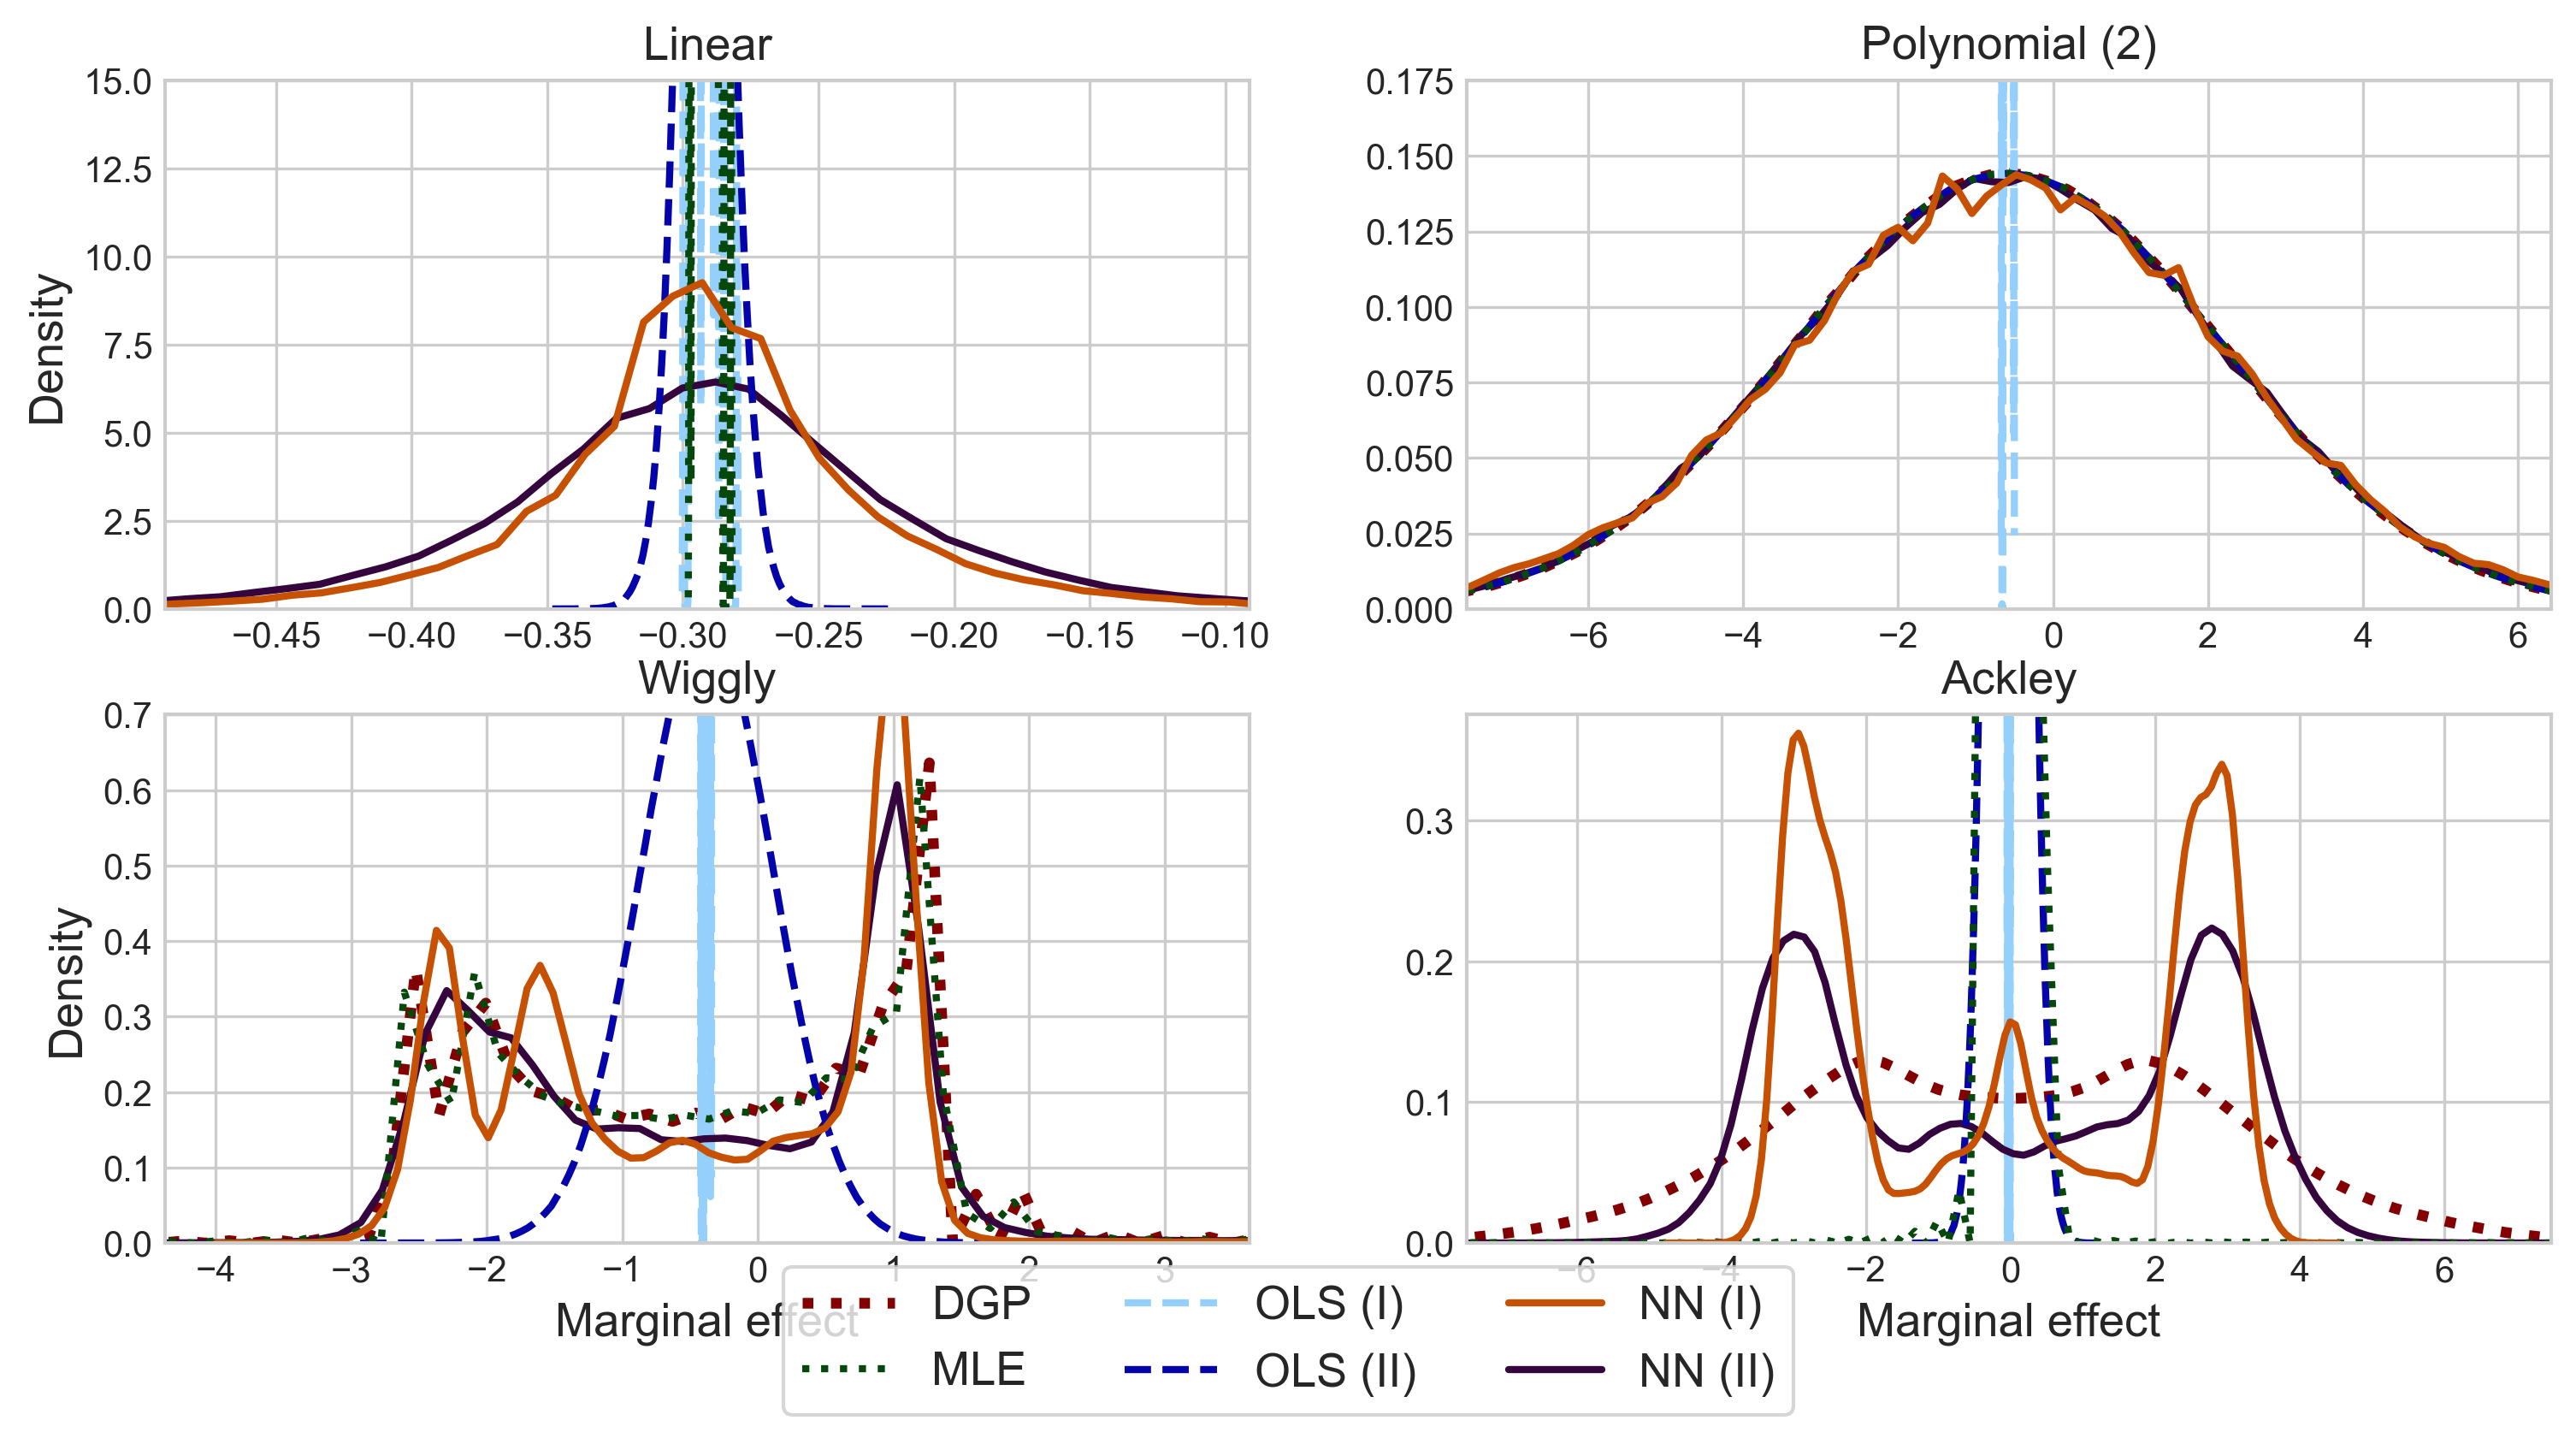 Linear
15.0
12.5
10.0
7.5
5.0
2.5
0.0
Density
−0.45 −0.40 −0.35 −0.30 −0.25 −0.20 −0.15 −0.10
Polynomial (2)
0.175
0.150
0.125
0.100
0.075
0.050
0.025
0.000
−6 −4 −2 0 2 4 6
Wiggly
0.7
0.6
0.5
0.4
0.3
0.2
0.1
0.0
Density
−4 −3 −2 −1 0 1 2 3
Marginal effect
Ackley
0.3
0.2
0.1
0.0
−6 −4 −2 0 2 4 6
Marginal effect
DGP OLS (I) NN (I)
MLE OLS (II) NN (II)